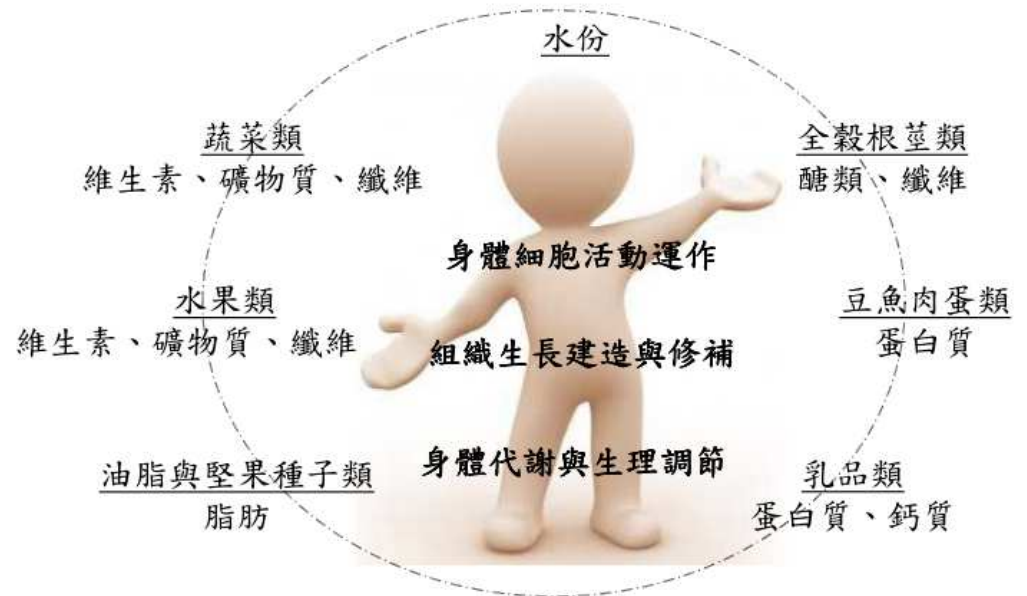 水份
蔬菜類
維生素、礦物質、纖維
全穀根莖類
醣類、纖維
身體細胞活動運作
水果類
維生素、礦物質、纖維
豆魚肉蛋類
蛋白質
組織生長建造與修補
油脂與堅果種子類
脂肪
身體代謝與生理調節
乳品類
蛋白質、鈣質